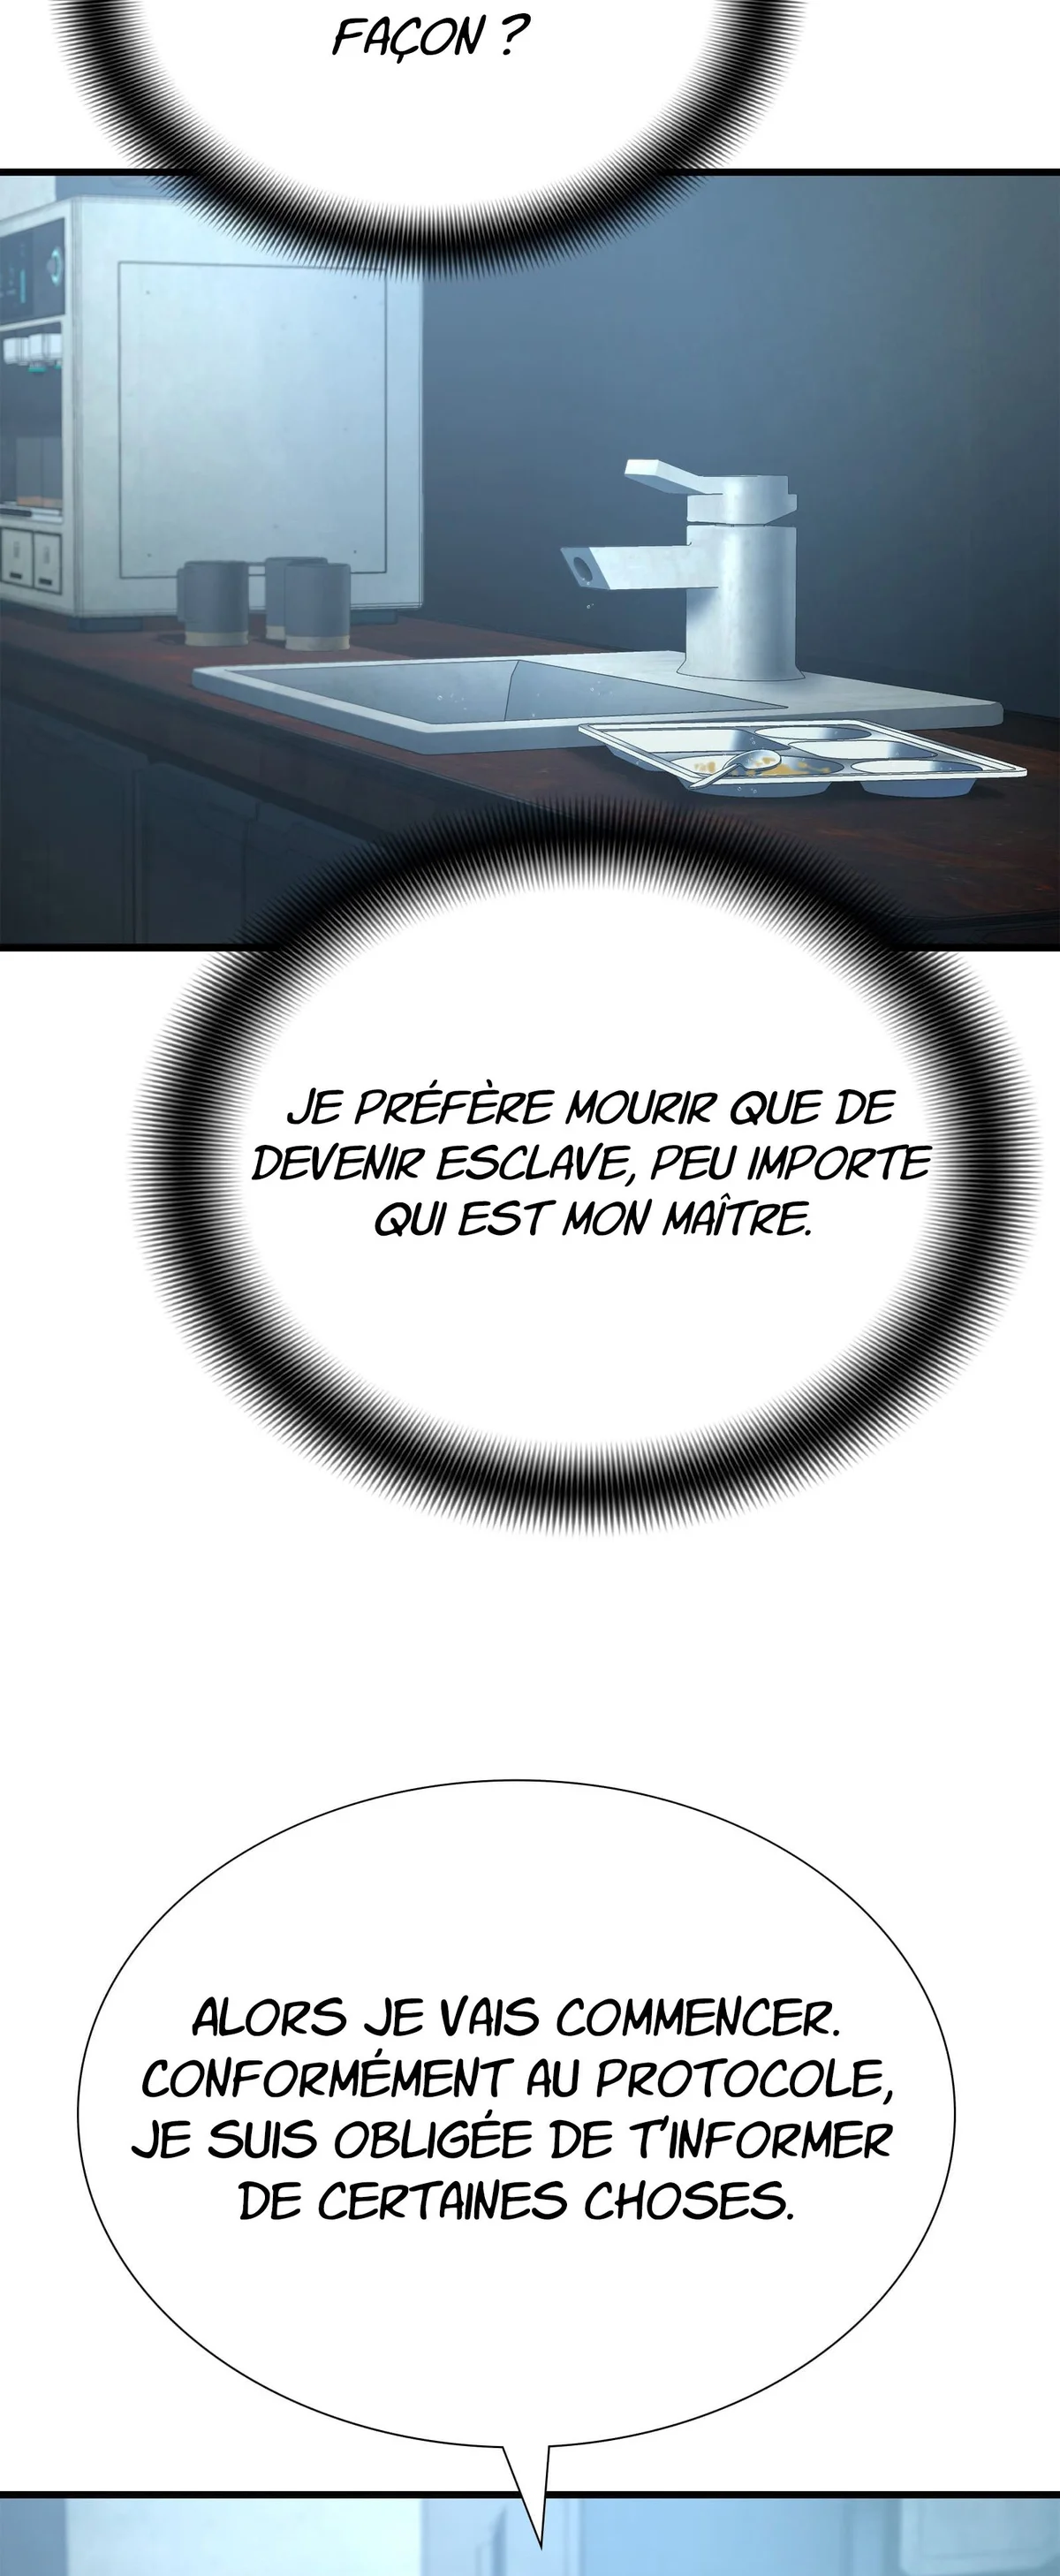 FAÇON ?
JE PRÉFÈRE MOURIR QUE DE
DEVENIR ESCLAVE, PEU IMPORTE
QUI EST MON MAÎTRE.
ALORS JE VAIS COMMENCER.
CONFORMÉMENT AU PROTOCOLE,
JE SUIS OBLIGÉE DE T'INFORMER
DE CERTAINES CHOSES.